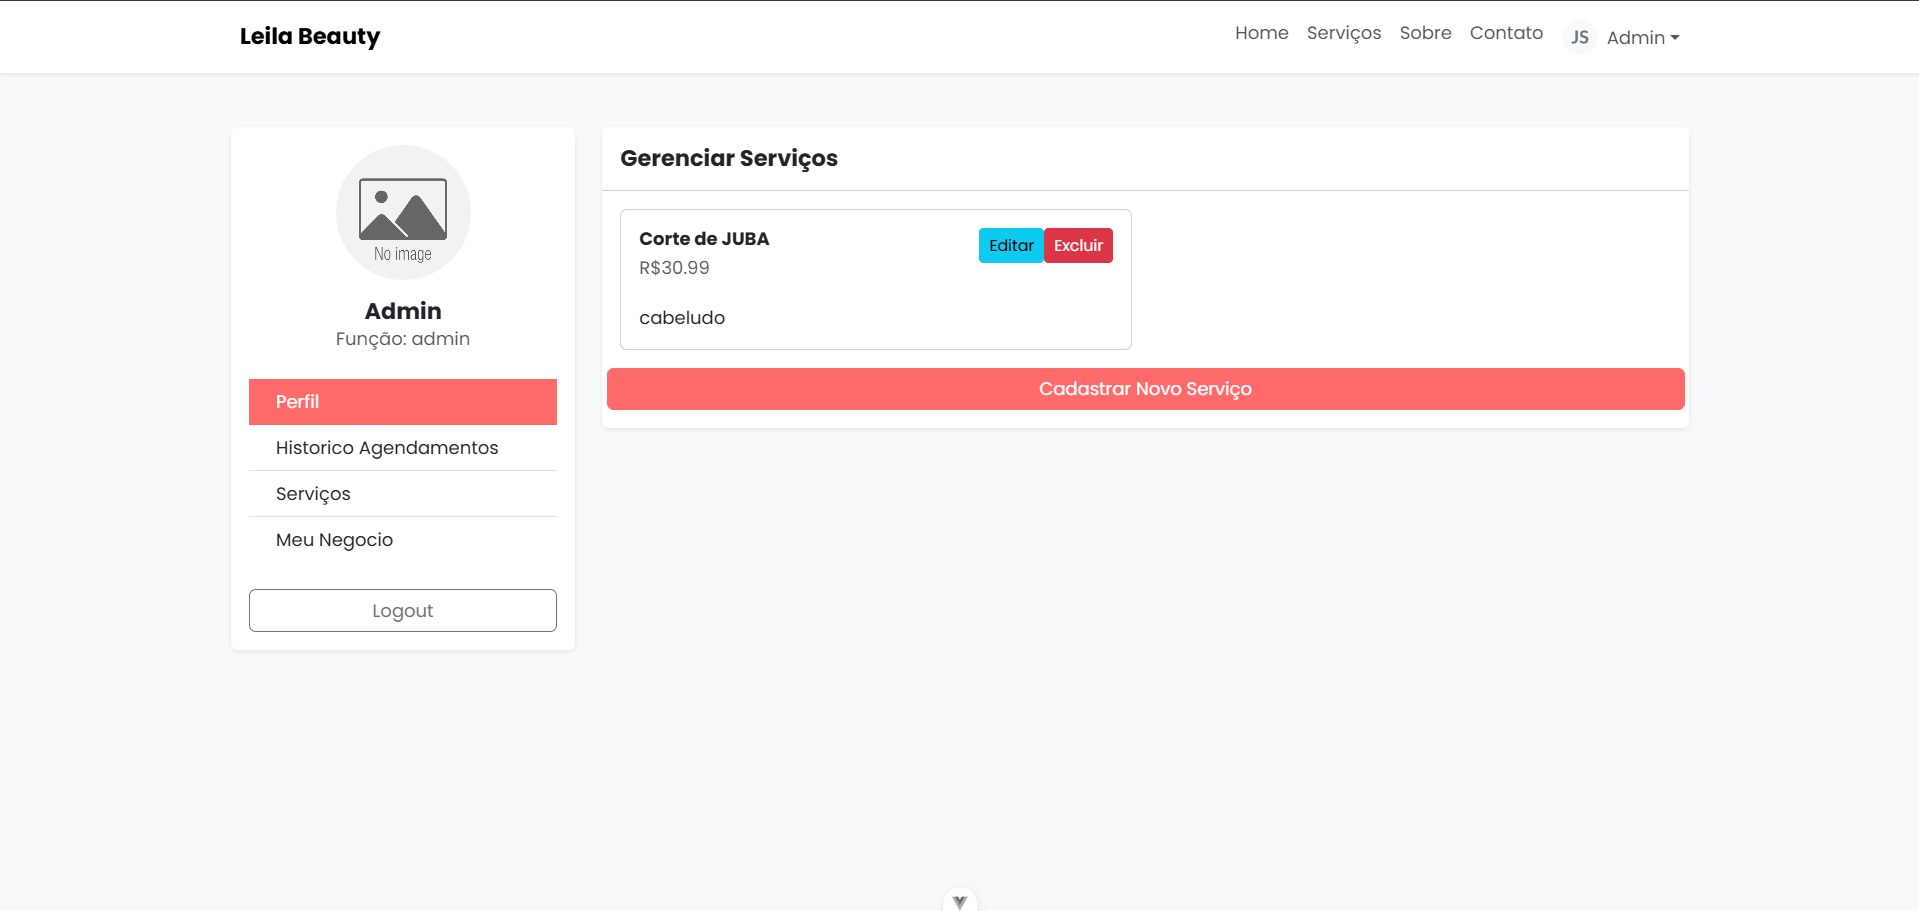 Leila Beauty
Home Serviços Sobre Contato JS Admin
No image
Admin
Função: admin
Perfil
Historico Agendamentos
Serviços
Meu Negocio
Logout
Gerenciar Serviços
Corte de JUBA
Editar Excluir
R$30.99
cabeludo
Cadastrar Novo Serviço